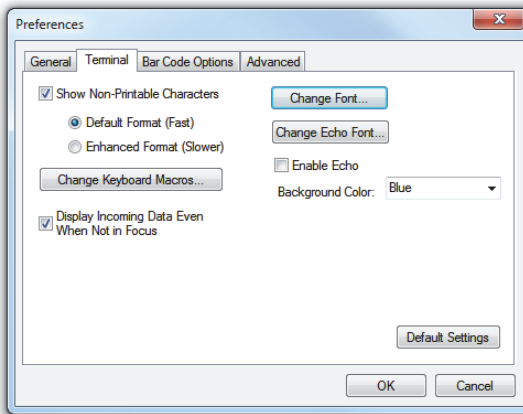 Preferences
General Terminal Bar Code Options Advanced
Show Non-Printable Characters
Default Format (Fast)
Enhanced Format (Slower)
Change Keyboard Macros...
Display Incoming Data Even
When Not in Focus
Change Font...
Change Echo Font...
Enable Echo
Background Color: Blue
Default Settings
OK Cancel